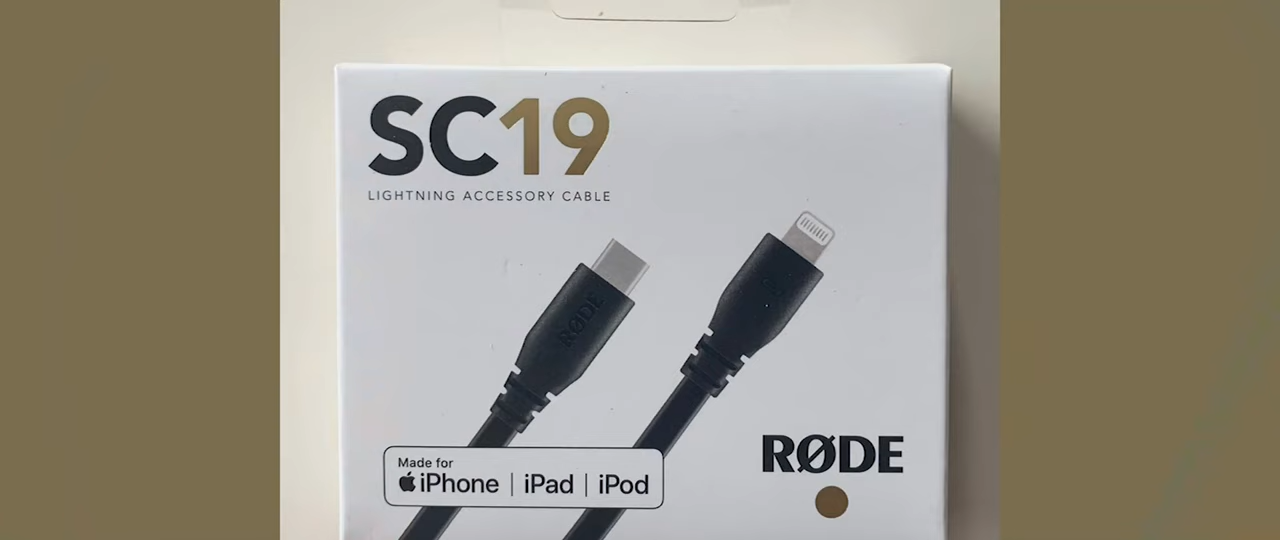 SC19
LIGHTNING ACCESSORY CABLE
RØDE
Made for
iPhone | iPad | iPod
RØDE